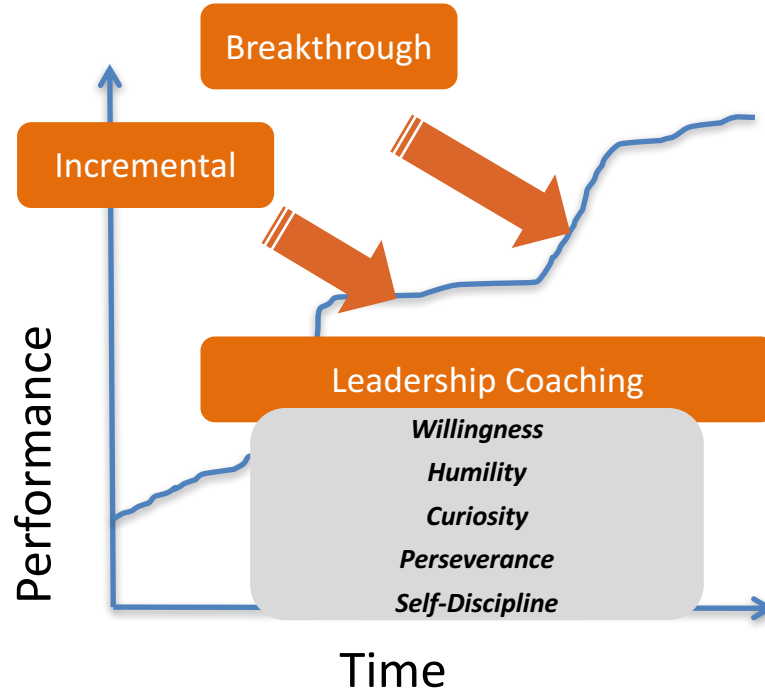 Breakthrough
Incremental
Leadership Coaching
Willingness
Humility
Curiosity
Perseverance
Self-Discipline
Performance
Time